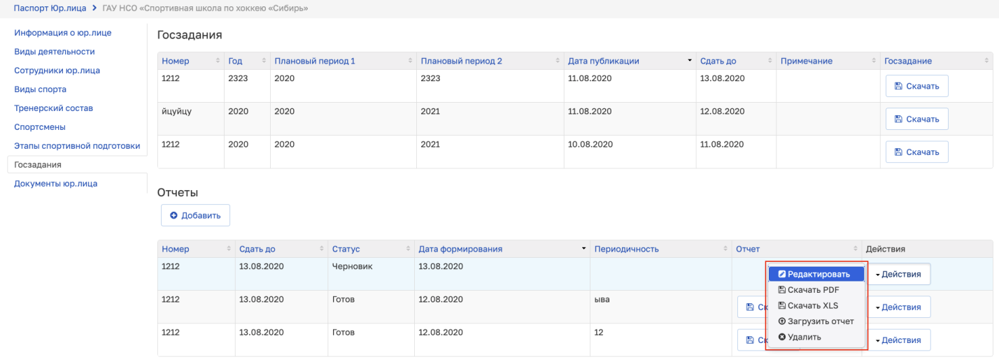 Паспорт Юр.лица > ГАУ НСО «Спортивная школа по хоккею «Сибирь»
Информация о юр.лице
Виды деятельности
Сотрудники юр.лица
Виды спорта
Тренерский состав
Спортсмены
Этапы спортивной подготовки
Госзадания
Документы юр.лица
Госзадания
Номер Год Плановый период 1 Плановый период 2 Дата публикации Сдать до Примечание Госзадание
1212 2323 2020 2323 11.08.2020 13.08.2020 Скачать
йцуйцу 2020 2020 2021 11.08.2020 12.08.2020 Скачать
1212 2020 2020 2021 10.08.2020 11.08.2020 Скачать
Отчеты
Добавить
Номер Сдать до Статус Дата формирования Периодичность Отчет Действия
1212 13.08.2020 Черновик 13.08.2020 Действия
1212 13.08.2020 Готов 12.08.2020 ыва Действия
1212 13.08.2020 Готов 12.08.2020 12 Действия
Редактировать
Скачать PDF
Скачать XLS
Загрузить отчет
Удалить